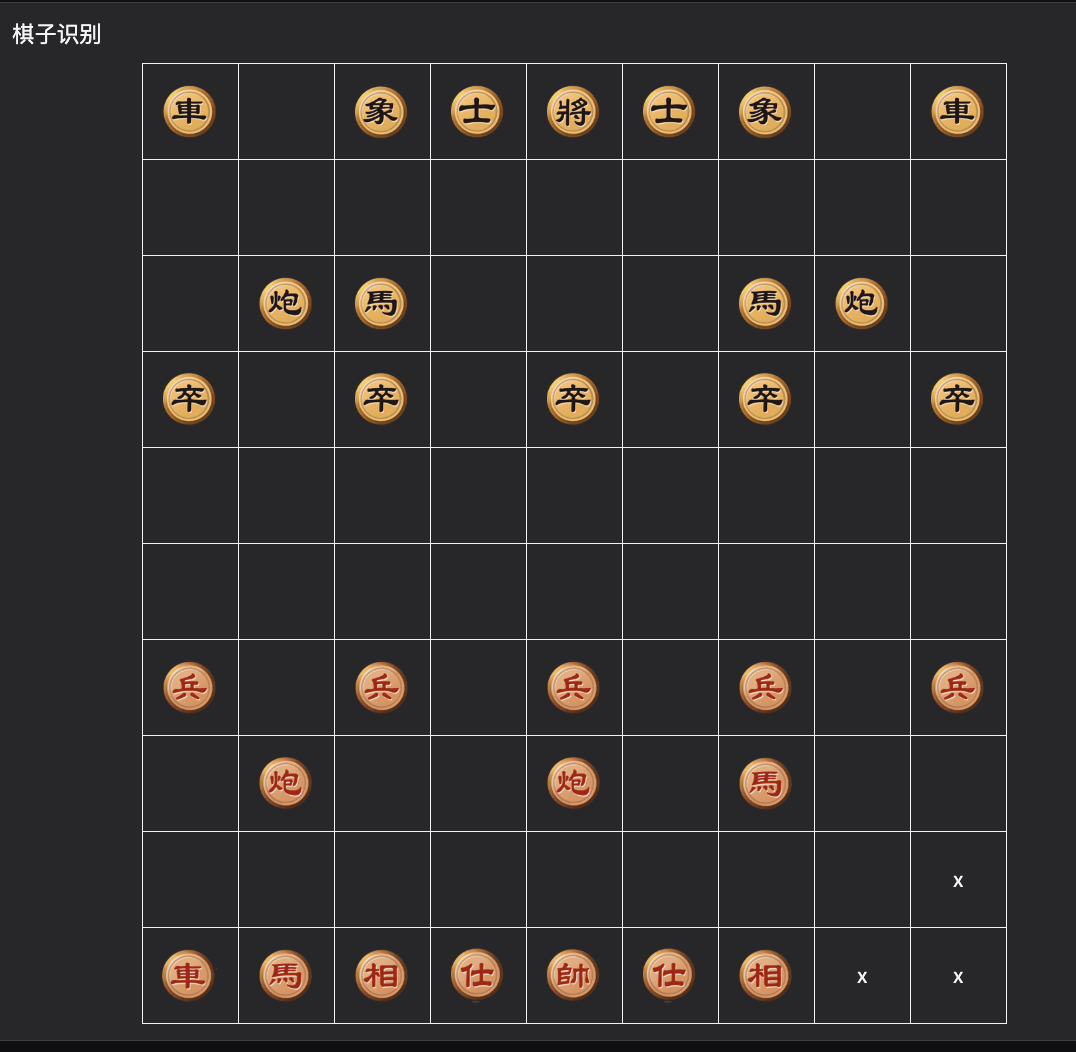 棋子识别
車 象 士 將 士 象 車
炮 馬 馬 炮
卒 卒 卒 卒 卒
兵 兵 兵 兵 兵
炮 炮 馬
x
車 馬 相 仕 帥 仕 相 x x